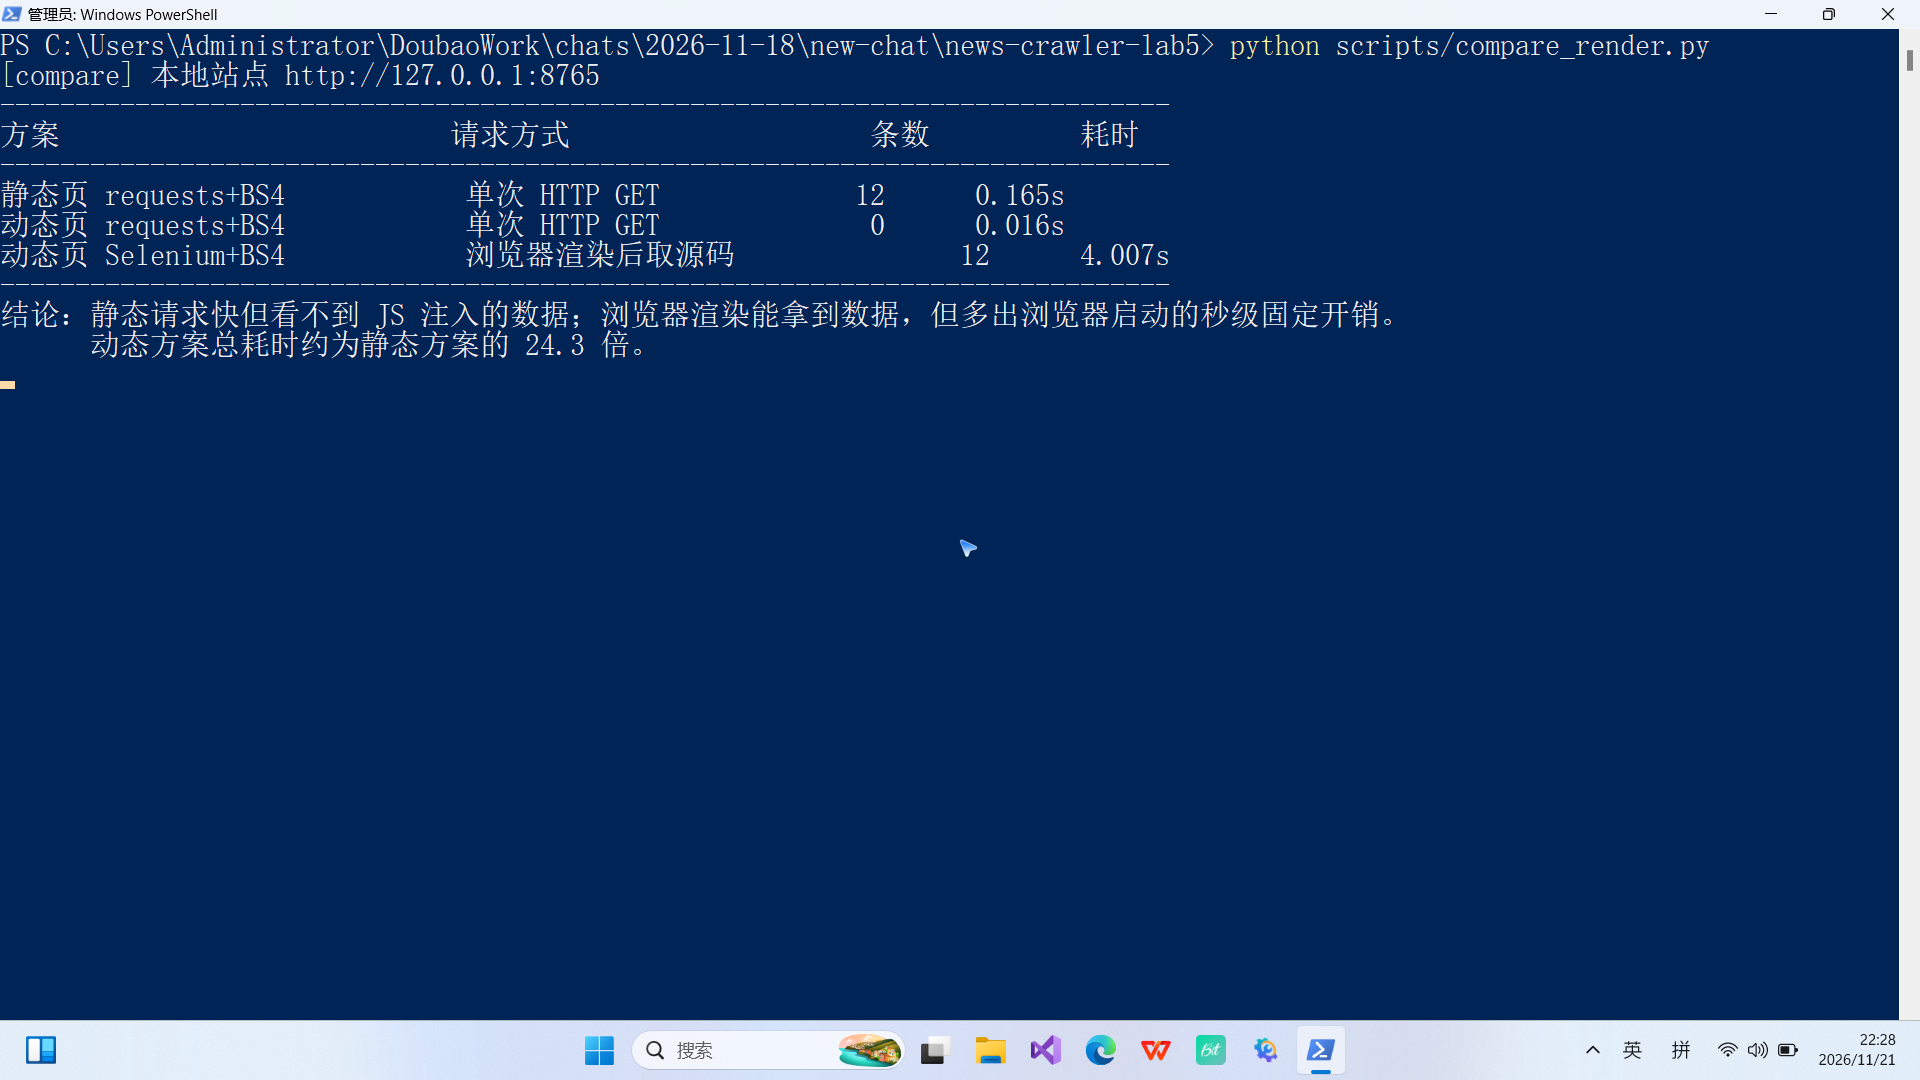 管理员: Windows PowerShell
PS C:\Users\Administrator\DoubaoWork\chats\2026-11-18\new-chat\news-crawler-lab5> python scripts/compare_render.py
[compare] 本地站点 http://127.0.0.1:8765
------------------------------------------------------------------------------
方案 请求方式 条数 耗时
------------------------------------------------------------------------------
静态页 requests+BS4 单次 HTTP GET 12 0.165s
动态页 requests+BS4 单次 HTTP GET 0 0.016s
动态页 Selenium+BS4 浏览器渲染后取源码 12 4.007s
------------------------------------------------------------------------------
结论：静态请求快但看不到 JS 注入的数据；浏览器渲染能拿到数据，但多出浏览器启动的秒级固定开销。
动态方案总耗时约为静态方案的 24.3 倍。
搜索
Bit
英 拼
22:28
2026/11/21